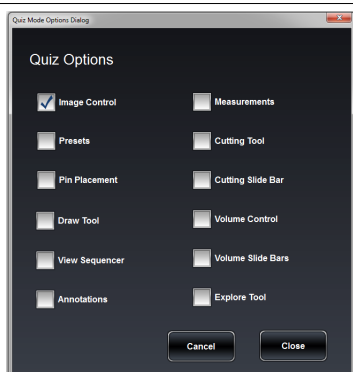 Quiz Mode Options Dialog
Quiz Options
Image Control
Measurements
Presets
Cutting Tool
Pin Placement
Cutting Slide Bar
Draw Tool
Volume Control
View Sequencer
Volume Slide Bars
Annotations
Explore Tool
Cancel
Close